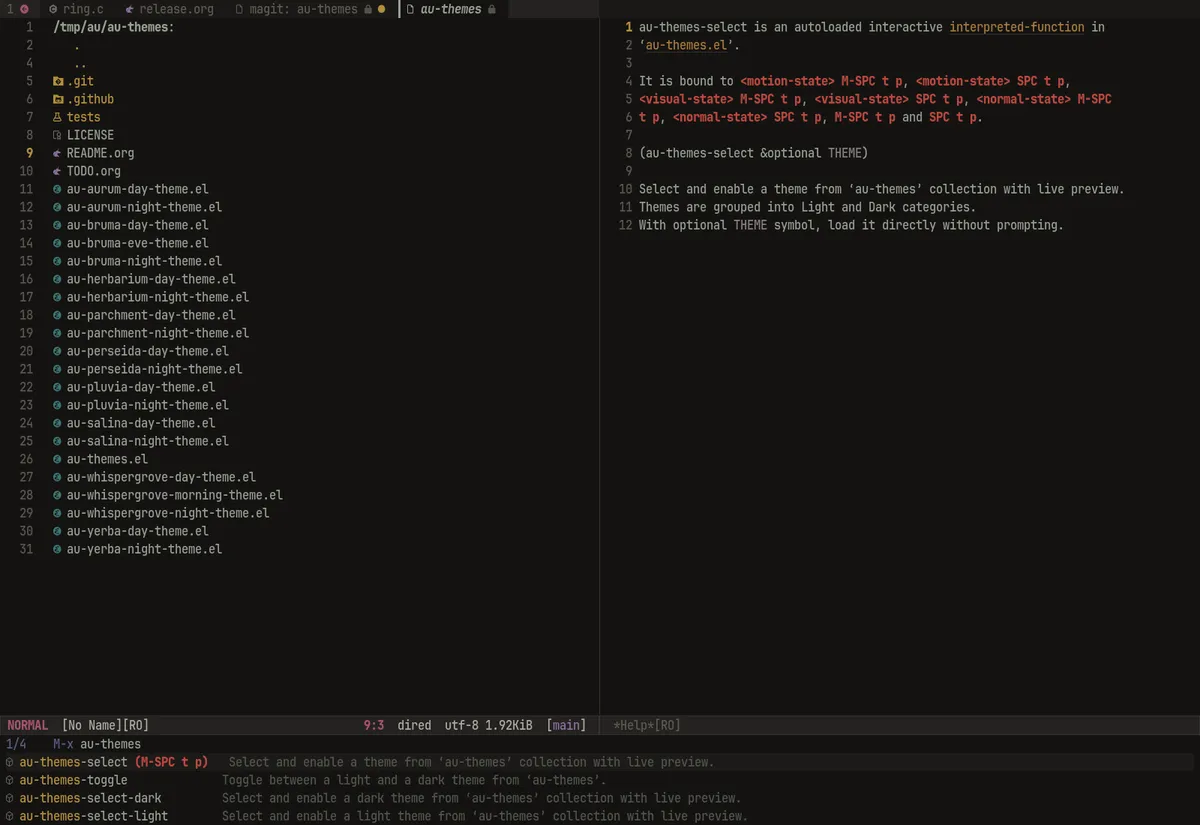 1 ring.c release.org magit: au-themes au-themes
1 /tmp/au/au-themes:
2 .
4 ..
5 .git
6 .github
7 tests
8 LICENSE
9 README.org
10 TODO.org
11 au-aurum-day-theme.el
12 au-aurum-night-theme.el
13 au-bruma-day-theme.el
14 au-bruma-eve-theme.el
15 au-bruma-night-theme.el
16 au-herbarium-day-theme.el
17 au-herbarium-night-theme.el
18 au-parchment-day-theme.el
19 au-parchment-night-theme.el
20 au-perseida-day-theme.el
21 au-perseida-night-theme.el
22 au-pluvia-day-theme.el
23 au-pluvia-night-theme.el
24 au-salina-day-theme.el
25 au-salina-night-theme.el
26 au-themes.el
27 au-whispergrove-day-theme.el
28 au-whispergrove-morning-theme.el
29 au-whispergrove-night-theme.el
30 au-yerba-day-theme.el
31 au-yerba-night-theme.el
1 au-themes-select is an autoloaded interactive interpreted-function in
2 ‘au-themes.el’.
3
4 It is bound to <motion-state> M-SPC t p, <motion-state> SPC t p,
5 <visual-state> M-SPC t p, <visual-state> SPC t p, <normal-state> M-SPC
6 t p, <normal-state> SPC t p, M-SPC t p and SPC t p.
7
8 (au-themes-select &optional THEME)
9
10 Select and enable a theme from ‘au-themes’ collection with live preview.
11 Themes are grouped into Light and Dark categories.
12 With optional THEME symbol, load it directly without prompting.
NORMAL [No Name][RO] 9:3 dired utf-8 1.92KiB [main] *Help*[RO]
1/4 M-x au-themes
au-themes-select (M-SPC t p) Select and enable a theme from ‘au-themes’ collection with live preview.
au-themes-toggle Toggle between a light and a dark theme from ‘au-themes’.
au-themes-select-dark Select and enable a dark theme from ‘au-themes’ collection with live preview.
au-themes-select-light Select and enable a light theme from ‘au-themes’ collection with live preview.